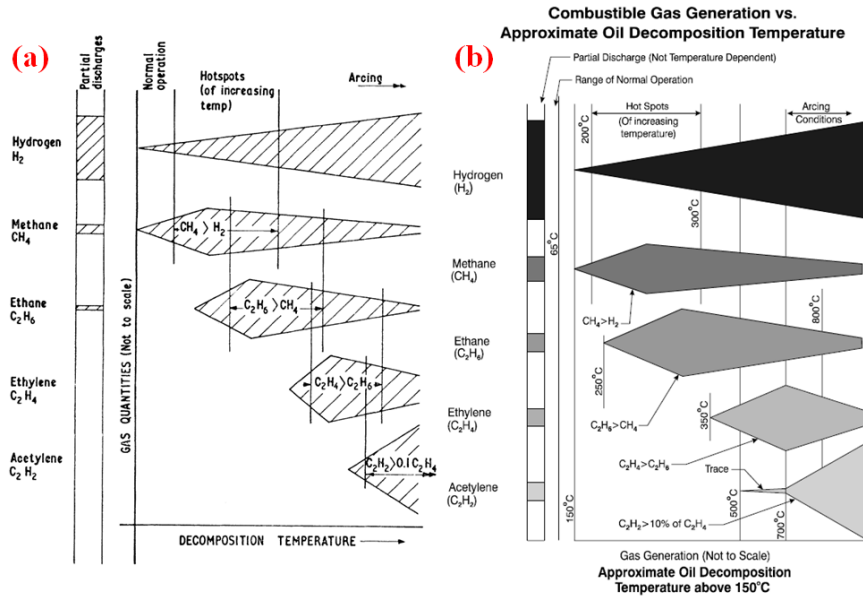 (a)
Partial
discharges
Normal
operation
Hotspots
(of increasing
temp)
Arcing
Hydrogen
H2
Methane
CH4
CH4 > H2
Ethane
C2H6
C2H6 > CH4
Ethylene
C2H4
C2H4>C2H6
Acetylene
C2H2
C2H2>0.1C2H4
GAS QUANTITIES (Not to scale)
DECOMPOSITION TEMPERATURE
Combustible Gas Generation vs.
Approximate Oil Decomposition Temperature
(b)
Partial Discharge (Not Temperature Dependent)
Range of Normal Operation
200°C
Hot Spots
(Of increasing
temperature)
Arcing
Conditions
Hydrogen
(H2)
300°C
65°C
Methane
(CH4)
CH4>H2
800°C
Ethane
(C2H6)
250°C
C2H6>CH4
Ethylene
(C2H4)
350°C
C2H4>C2H6
Trace
Acetylene
(C2H2)
150°C
500°C
700°C
C2H2>10% of C2H4
Gas Generation (Not to Scale)
Approximate Oil Decomposition
Temperature above 150°C